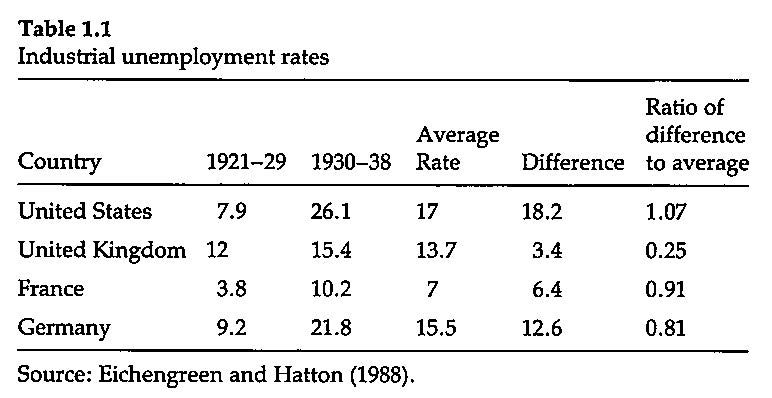 Table 1.1
Industrial unemployment rates
Country 1921–29 1930–38 Average Rate Difference Ratio of difference to average
United States 7.9 26.1 17 18.2 1.07
United Kingdom 12 15.4 13.7 3.4 0.25
France 3.8 10.2 7 6.4 0.91
Germany 9.2 21.8 15.5 12.6 0.81
Source: Eichengreen and Hatton (1988).